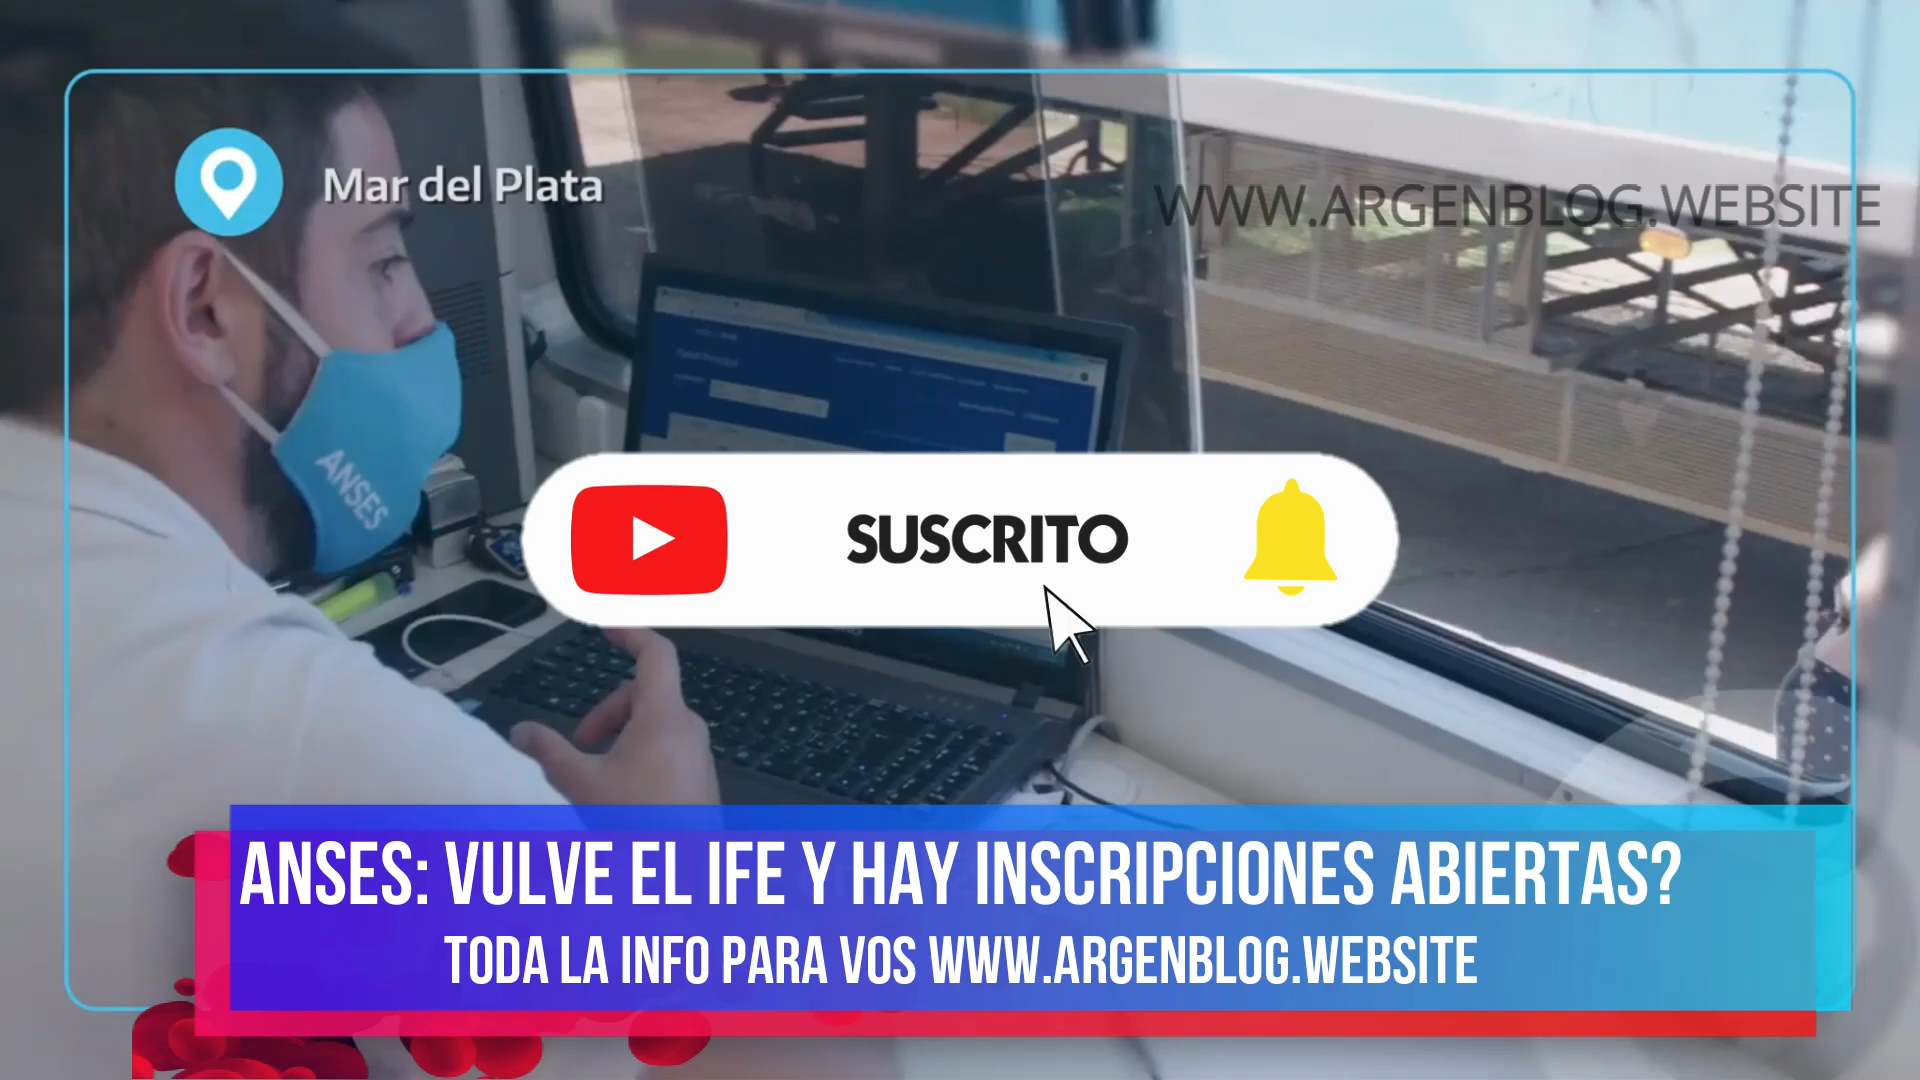 Mar del Plata
WWW.ARGENBLOG.WEBSITE
ANSES
SUSCRITO
ANSES: VULVE EL IFE Y HAY INSCRIPCIONES ABIERTAS?
TODA LA INFO PARA VOS WWW.ARGENBLOG.WEBSITE